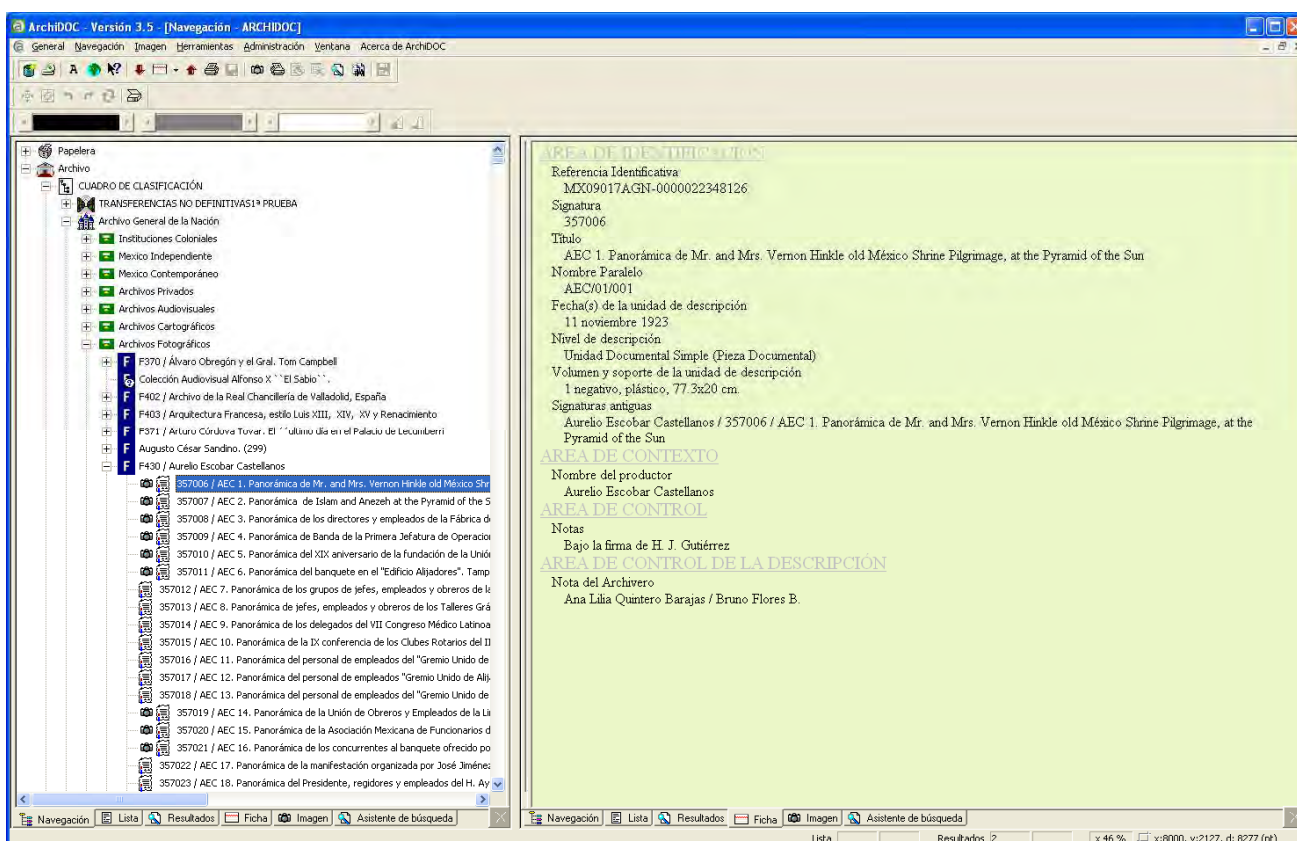 ArchiDOC - Versión 3.5 - [Navegación - ARCHIDOC]
General Navegación Imagen Herramientas Administración Ventana Acerca de ArchiDOC
Papelera
Archivo
CUADRO DE CLASIFICACIÓN
TRANSFERENCIAS NO DEFINITIVAS1ª PRUEBA
Archivo General de la Nación
Instituciones Coloniales
Mexico Independiente
Mexico Contemporáneo
Archivos Privados
Archivos Audiovisuales
Archivos Cartográficos
Archivos Fotográficos
F F370 / Álvaro Obregón y el Gral. Tom Campbell
Colección Audiovisual Alfonso X ``El Sabio``.
F F402 / Archivo de la Real Chancillería de Valladolid, España
F F403 / Arquitectura Francesa, estilo Luis XIII, XIV, XV y Renacimiento
F F371 / Arturo Córdova Tovar. El ´´ultimo día en el Palacio de Lecumberri
F Augusto César Sandino. (299)
F F430 / Aurelio Escobar Castellanos
357006 / AEC 1. Panorámica de Mr. and Mrs. Vernon Hinkle old México Shr
357007 / AEC 2. Panorámica de Islam and Anezeh at the Pyramid of the S
357008 / AEC 3. Panorámica de los directores y empleados de la Fábrica d
357009 / AEC 4. Panorámica de Banda de la Primera Jefatura de Operacio
357010 / AEC 5. Panorámica del XIX aniversario de la fundación de la Unió
357011 / AEC 6. Panorámica del banquete en el "Edificio Alijadores". Tamp
357012 / AEC 7. Panorámica de los grupos de jefes, empleados y obreros de la
357013 / AEC 8. Panorámica de jefes, empleados y obreros de los Talleres Grá
357014 / AEC 9. Panorámica de los delegados del VII Congreso Médico Latinoa
357015 / AEC 10. Panorámica de la IX conferencia de los Clubes Rotarios del II
357016 / AEC 11. Panorámica del personal de empleados del "Gremio Unido de
357017 / AEC 12. Panorámica del personal de empleados "Gremio Unido de Alij
357018 / AEC 13. Panorámica del personal de empleados del "Gremio Unido de
357019 / AEC 14. Panorámica de la Unión de Obreros y Empleados de la Li
357020 / AEC 15. Panorámica de la Asociación Mexicana de Funcionarios d
357021 / AEC 16. Panorámica de los concurrentes al banquete ofrecido po
357022 / AEC 17. Panorámica de la manifestación organizada por José Jiméne
357023 / AEC 18. Panorámica del Presidente, regidores y empleados del H. Ay
Navegación Lista Resultados Ficha Imagen Asistente de búsqueda
AREA DE IDENTIFICACION
Referencia Identificativa
MX09017AGN-0000022348126
Signatura
357006
Título
AEC 1. Panorámica de Mr. and Mrs. Vernon Hinkle old México Shrine Pilgrimage, at the Pyramid of the Sun
Nombre Paralelo
AEC/01/001
Fecha(s) de la unidad de descripción
11 noviembre 1923
Nivel de descripción
Unidad Documental Simple (Pieza Documental)
Volumen y soporte de la unidad de descripción
1 negativo, plástico, 77.3x20 cm.
Signaturas antiguas
Aurelio Escobar Castellanos / 357006 / AEC 1. Panorámica de Mr. and Mrs. Vernon Hinkle old México Shrine Pilgrimage, at the
Pyramid of the Sun
AREA DE CONTEXTO
Nombre del productor
Aurelio Escobar Castellanos
AREA DE CONTROL
Notas
Bajo la firma de H. J. Gutiérrez
AREA DE CONTROL DE LA DESCRIPCIÓN
Nota del Archivero
Ana Lilia Quintero Barajas / Bruno Flores B.
Navegación Lista Resultados Ficha Imagen Asistente de búsqueda
Lista Resultados 2 x 46 % x:8000, y:2127, d: 8277 (pt)